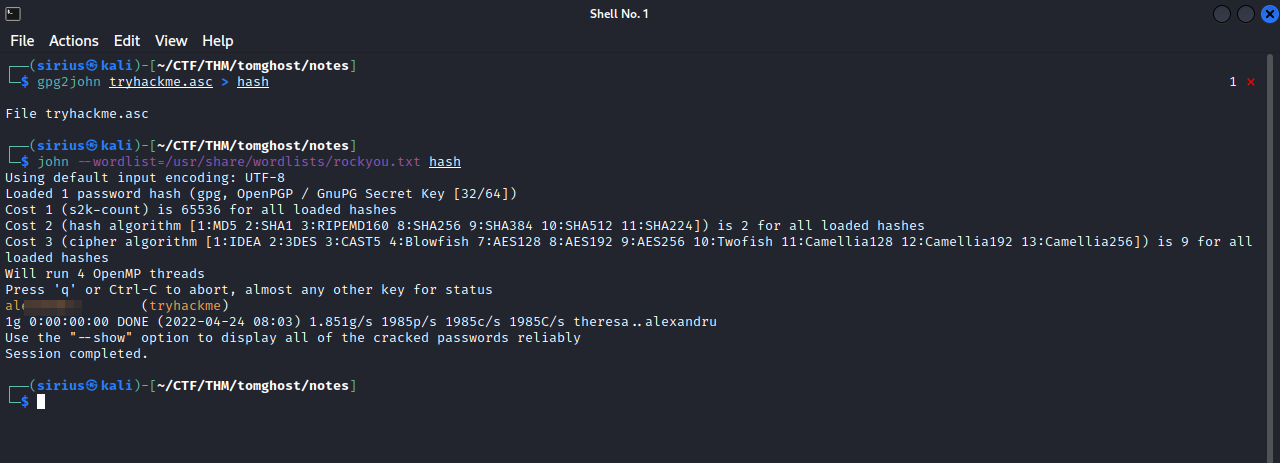 Shell No. 1
File Actions Edit View Help
┌──(sirius㉿kali)-[~/CTF/THM/tomghost/notes]
└─$ gpg2john tryhackme.asc > hash 1 ⨯
File tryhackme.asc
┌──(sirius㉿kali)-[~/CTF/THM/tomghost/notes]
└─$ john --wordlist=/usr/share/wordlists/rockyou.txt hash
Using default input encoding: UTF-8
Loaded 1 password hash (gpg, OpenPGP / GnuPG Secret Key [32/64])
Cost 1 (s2k-count) is 65536 for all loaded hashes
Cost 2 (hash algorithm [1:MD5 2:SHA1 3:RIPEMD160 8:SHA256 9:SHA384 10:SHA512 11:SHA224]) is 2 for all loaded hashes
Cost 3 (cipher algorithm [1:IDEA 2:3DES 3:CAST5 4:Blowfish 7:AES128 8:AES192 9:AES256 10:Twofish 11:Camellia128 12:Camellia192 13:Camellia256]) is 9 for all
loaded hashes
Will run 4 OpenMP threads
Press 'q' or Ctrl-C to abort, almost any other key for status
(tryhackme)
1g 0:00:00:00 DONE (2022-04-24 08:03) 1.851g/s 1985p/s 1985c/s 1985C/s theresa..alexandru
Use the "--show" option to display all of the cracked passwords reliably
Session completed.
┌──(sirius㉿kali)-[~/CTF/THM/tomghost/notes]
└─$